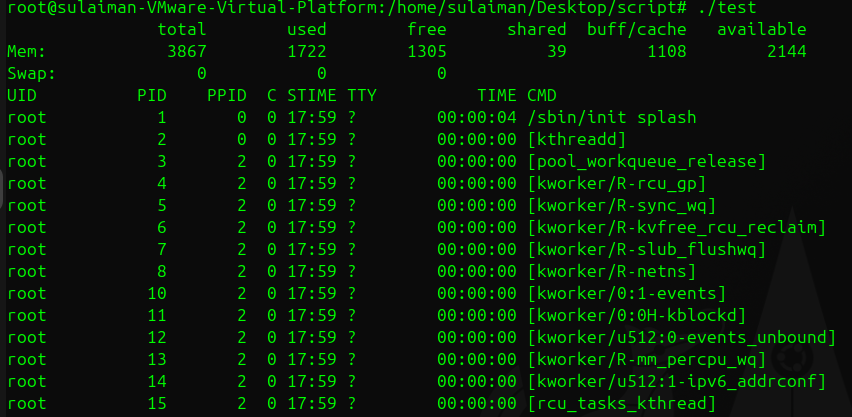 root@sulaiman-VMware-Virtual-Platform:/home/sulaiman/Desktop/script# ./test
total used free shared buff/cache available
Mem: 3867 1722 1305 39 1108 2144
Swap: 0 0 0
UID PID PPID C STIME TTY TIME CMD
root 1 0 0 17:59 ? 00:00:04 /sbin/init splash
root 2 0 0 17:59 ? 00:00:00 [kthreadd]
root 3 2 0 17:59 ? 00:00:00 [pool_workqueue_release]
root 4 2 0 17:59 ? 00:00:00 [kworker/R-rcu_gp]
root 5 2 0 17:59 ? 00:00:00 [kworker/R-sync_wq]
root 6 2 0 17:59 ? 00:00:00 [kworker/R-kvfree_rcu_reclaim]
root 7 2 0 17:59 ? 00:00:00 [kworker/R-slub_flushwq]
root 8 2 0 17:59 ? 00:00:00 [kworker/R-netns]
root 10 2 0 17:59 ? 00:00:00 [kworker/0:1-events]
root 11 2 0 17:59 ? 00:00:00 [kworker/0:0H-kblockd]
root 12 2 0 17:59 ? 00:00:00 [kworker/u512:0-events_unbound]
root 13 2 0 17:59 ? 00:00:00 [kworker/R-mm_percpu_wq]
root 14 2 0 17:59 ? 00:00:00 [kworker/u512:1-ipv6_addrconf]
root 15 2 0 17:59 ? 00:00:00 [rcu_tasks_kthread]